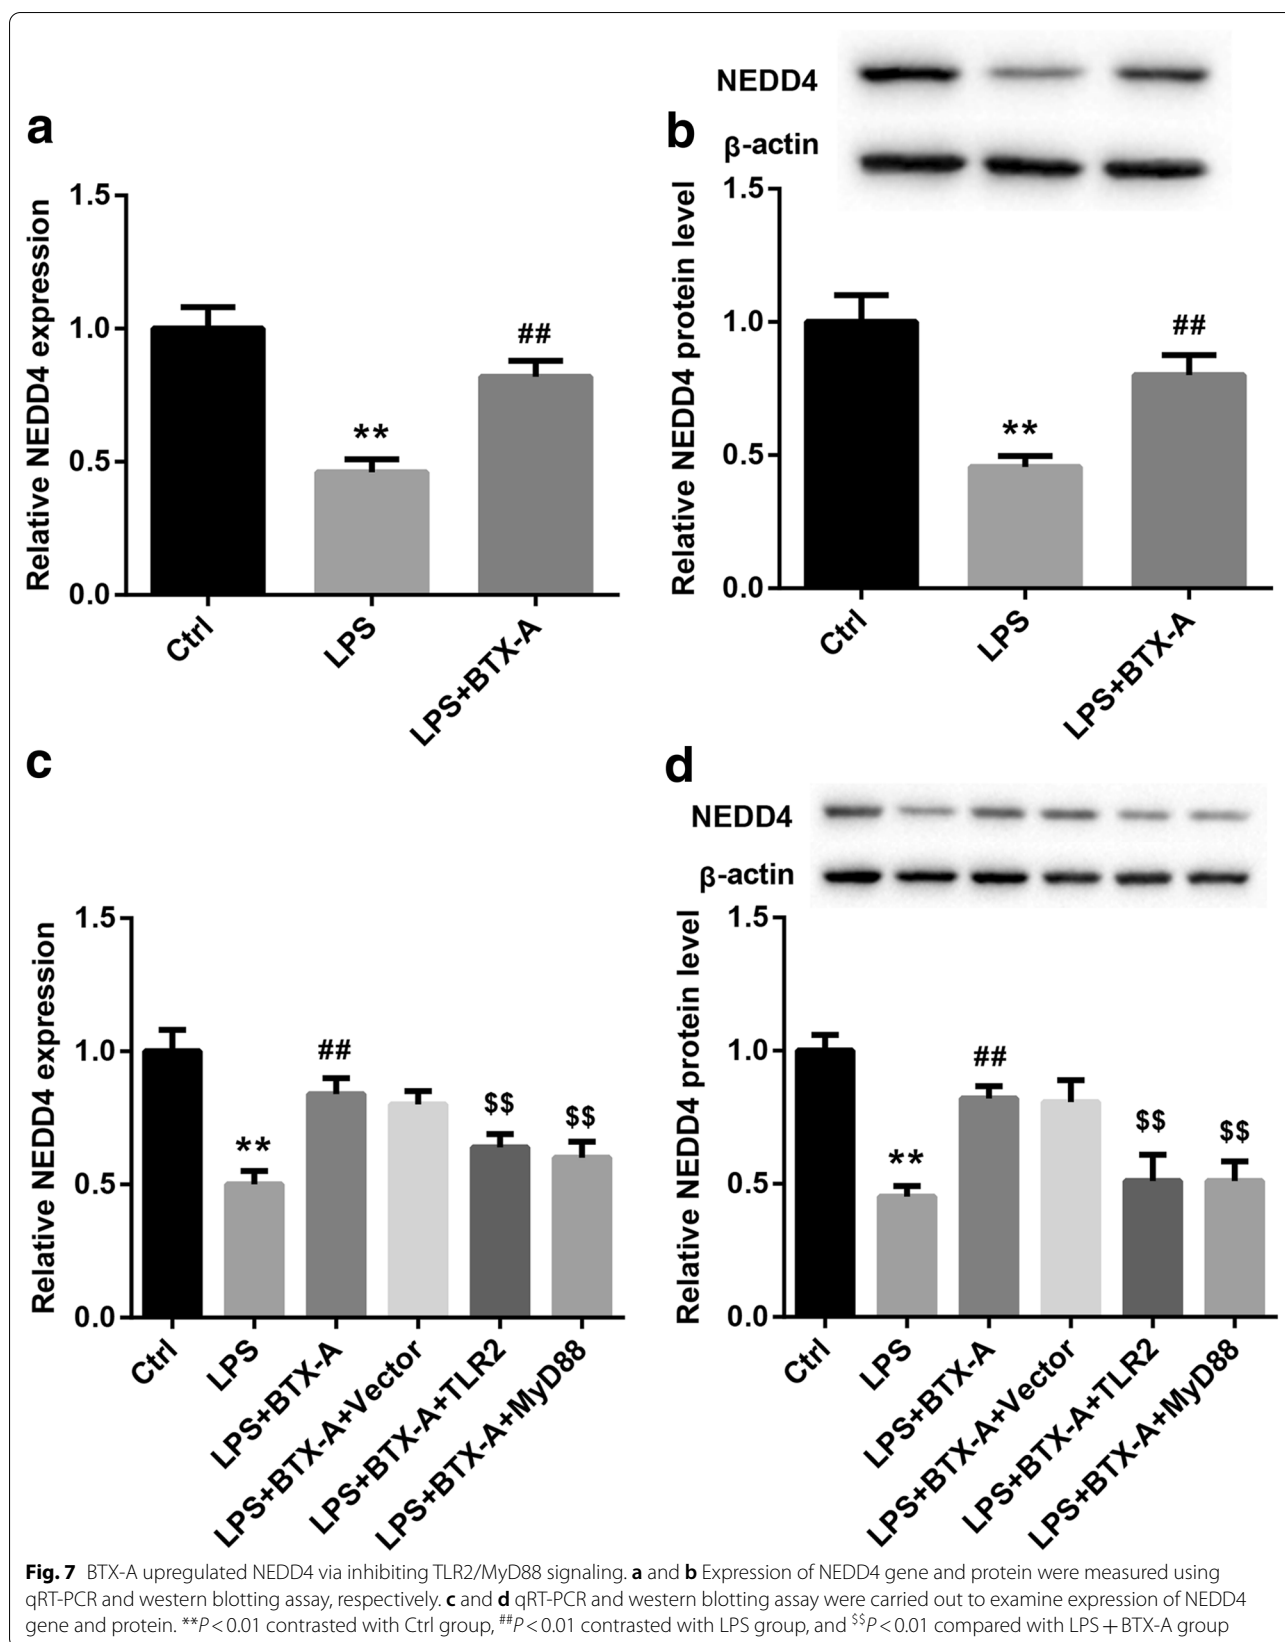 a
Relative NEDD4 expression
1.5
1.0
0.5
0.0
**
##
Ctrl
LPS
LPS+BTX-A
b
NEDD4
β-actin
Relative NEDD4 protein level
1.5
1.0
0.5
0.0
**
##
Ctrl
LPS
LPS+BTX-A
c
Relative NEDD4 expression
1.5
1.0
0.5
0.0
**
##
$$
$$
Ctrl
LPS
LPS+BTX-A
LPS+BTX-A+Vector
LPS+BTX-A+TLR2
LPS+BTX-A+MyD88
d
NEDD4
β-actin
Relative NEDD4 protein level
1.5
1.0
0.5
0.0
**
##
$$
$$
Ctrl
LPS
LPS+BTX-A
LPS+BTX-A+Vector
LPS+BTX-A+TLR2
LPS+BTX-A+MyD88
Fig. 7 BTX-A upregulated NEDD4 via inhibiting TLR2/MyD88 signaling. a and b Expression of NEDD4 gene and protein were measured using
qRT-PCR and western blotting assay, respectively. c and d qRT-PCR and western blotting assay were carried out to examine expression of NEDD4
gene and protein. **P < 0.01 contrasted with Ctrl group, ##P < 0.01 contrasted with LPS group, and $$P < 0.01 compared with LPS + BTX-A group